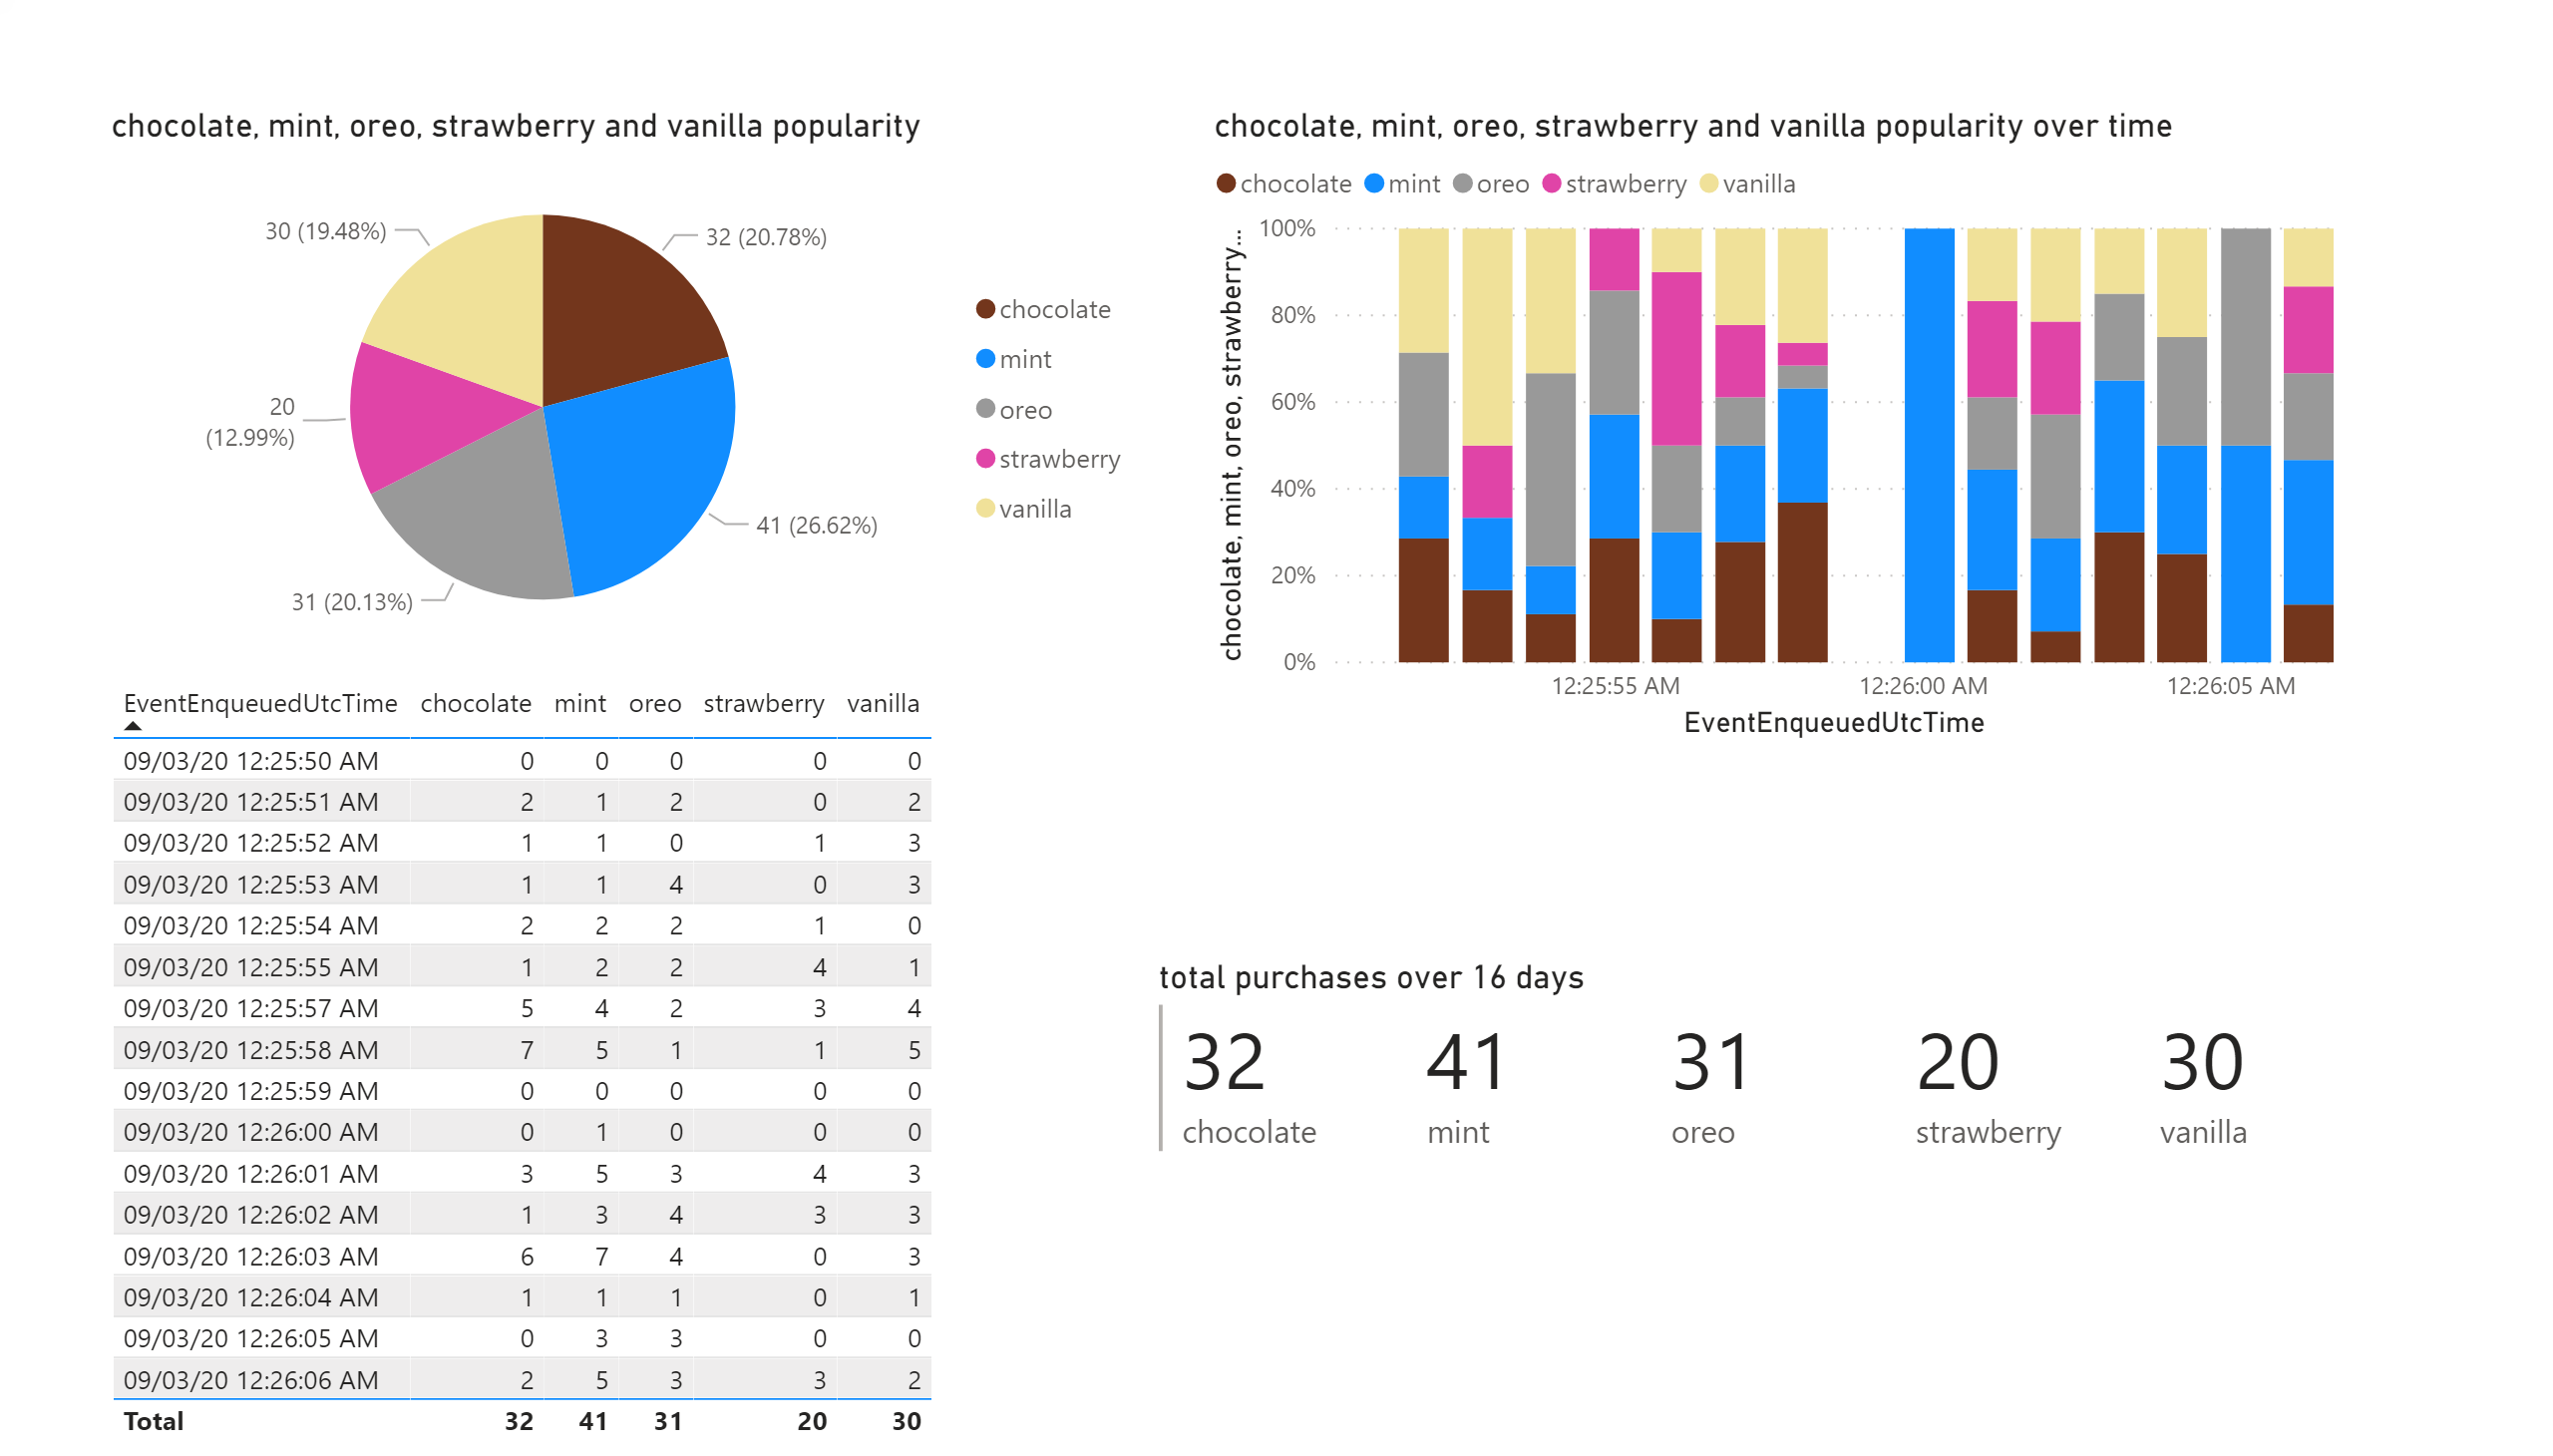 chocolate, mint, oreo, strawberry and vanilla popularity
30 (19.48%)
32 (20.78%)
20
(12.99%)
41 (26.62%)
31 (20.13%)
chocolate
mint
oreo
strawberry
vanilla
chocolate, mint, oreo, strawberry and vanilla popularity over time
chocolate mint oreo strawberry vanilla
chocolate, mint, oreo, strawberry...
100%
80%
60%
40%
20%
0%
12:25:55 AM 12:26:00 AM 12:26:05 AM
EventEnqueuedUtcTime
EventEnqueuedUtcTime chocolate mint oreo strawberry vanilla
09/03/20 12:25:50 AM 0 0 0 0 0
09/03/20 12:25:51 AM 2 1 2 0 2
09/03/20 12:25:52 AM 1 1 0 1 3
09/03/20 12:25:53 AM 1 1 4 0 3
09/03/20 12:25:54 AM 2 2 2 1 0
09/03/20 12:25:55 AM 1 2 2 4 1
09/03/20 12:25:57 AM 5 4 2 3 4
09/03/20 12:25:58 AM 7 5 1 1 5
09/03/20 12:25:59 AM 0 0 0 0 0
09/03/20 12:26:00 AM 0 1 0 0 0
09/03/20 12:26:01 AM 3 5 3 4 3
09/03/20 12:26:02 AM 1 3 4 3 3
09/03/20 12:26:03 AM 6 7 4 0 3
09/03/20 12:26:04 AM 1 1 1 0 1
09/03/20 12:26:05 AM 0 3 3 0 0
09/03/20 12:26:06 AM 2 5 3 3 2
Total 32 41 31 20 30
total purchases over 16 days
32 41 31 20 30
chocolate mint oreo strawberry vanilla